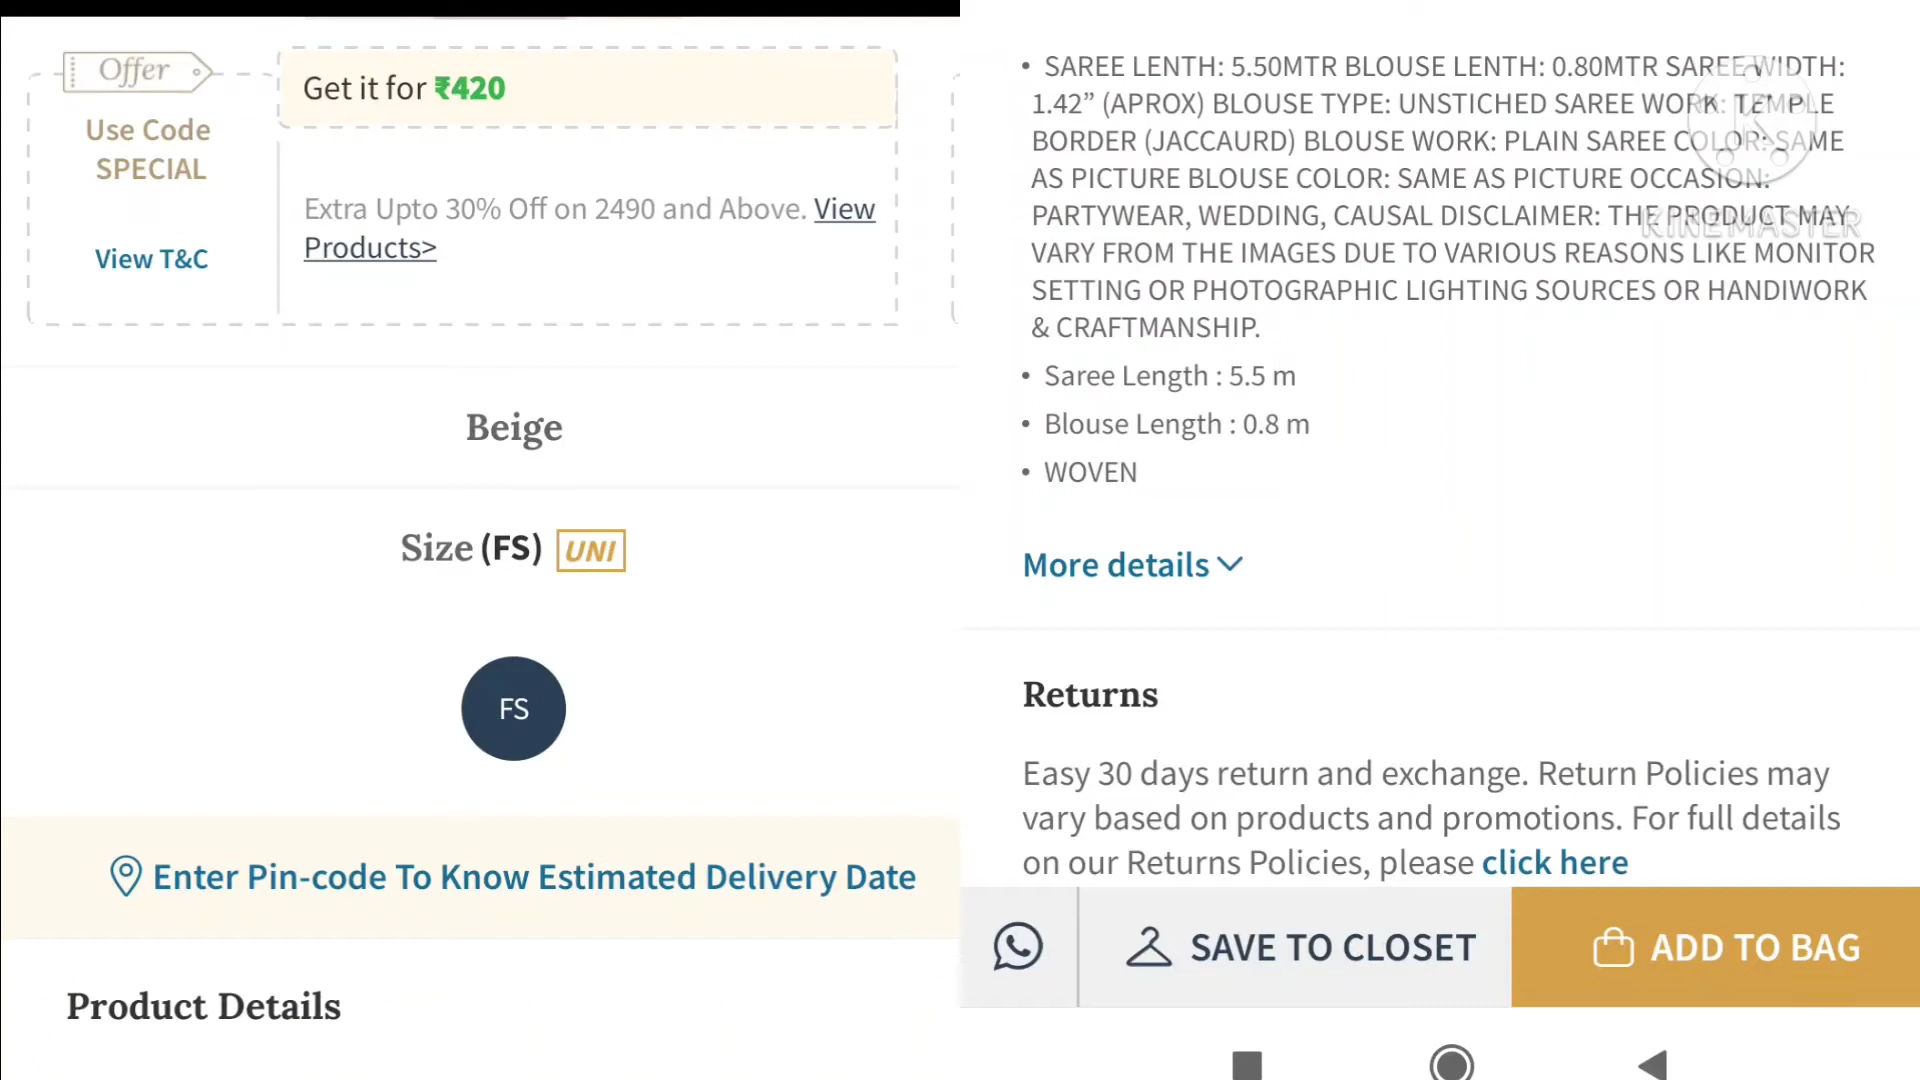 Offer
Use Code
SPECIAL
View T&C
Get it for ₹420
Extra Upto 30% Off on 2490 and Above. View
Products>
Beige
Size (FS) UNI
FS
Enter Pin-code To Know Estimated Delivery Date
Product Details
• SAREE LENTH: 5.50MTR BLOUSE LENTH: 0.80MTR SAREE WIDTH:
1.42” (APROX) BLOUSE TYPE: UNSTICHED SAREE WORK: TEMPLE
BORDER (JACCAURD) BLOUSE WORK: PLAIN SAREE COLOR: SAME
AS PICTURE BLOUSE COLOR: SAME AS PICTURE OCCASION:
PARTYWEAR, WEDDING, CAUSAL DISCLAIMER: THE PRODUCT MAY
VARY FROM THE IMAGES DUE TO VARIOUS REASONS LIKE MONITOR
SETTING OR PHOTOGRAPHIC LIGHTING SOURCES OR HANDIWORK
& CRAFTMANSHIP.
• Saree Length : 5.5 m
• Blouse Length : 0.8 m
• WOVEN
KINEMASTER
More details
Returns
Easy 30 days return and exchange. Return Policies may
vary based on products and promotions. For full details
on our Returns Policies, please click here
SAVE TO CLOSET
ADD TO BAG